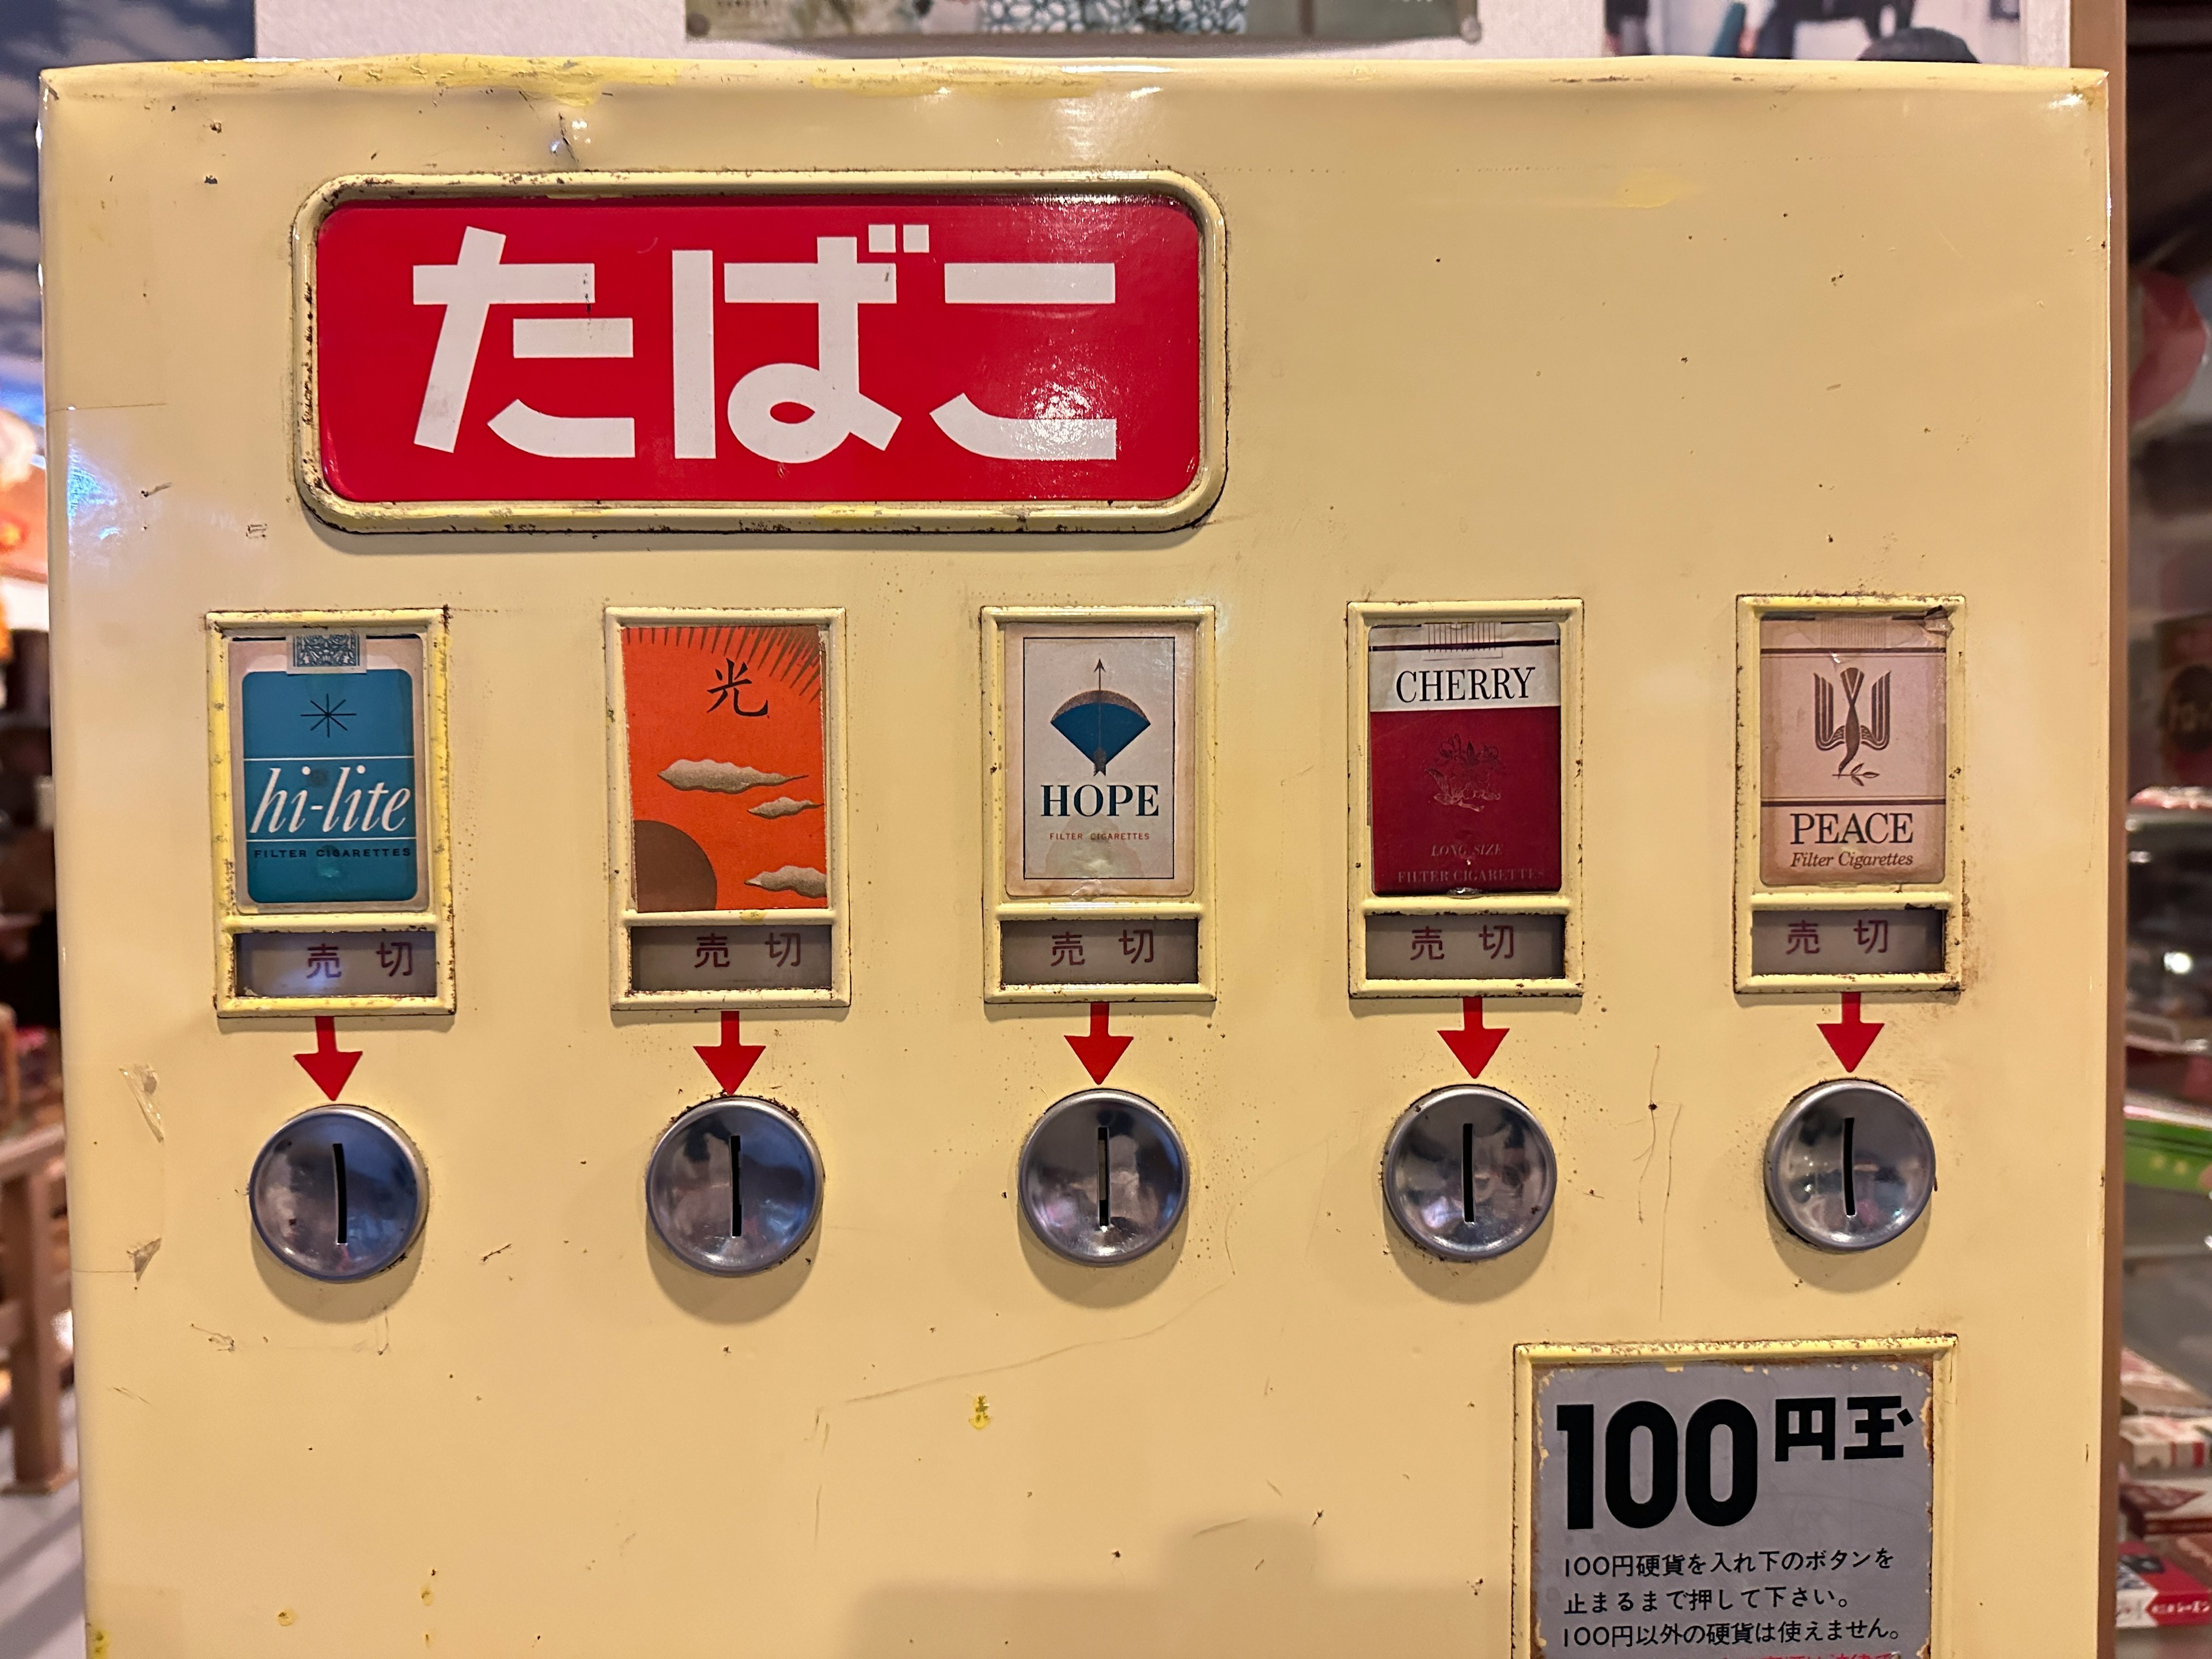 たばこ
hi-lite
FILTER CIGARETTES
売切
光
売切
HOPE
FILTER CIGARETTES
売切
CHERRY
LONG SIZE
FILTER CIGARETTES
売切
PEACE
Filter Cigarettes
売切
100円玉
100円硬貨を入れ下のボタンを
止まるまで押して下さい。
100円以外の硬貨は使えません。